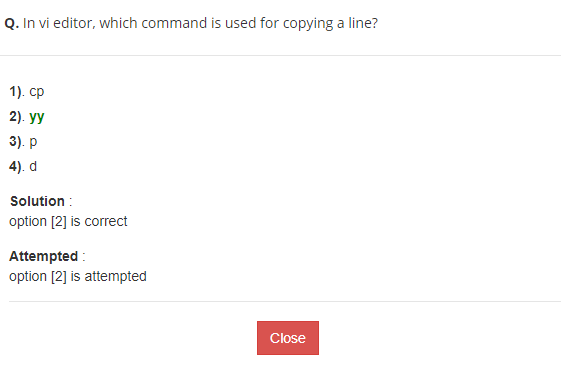 Q. In vi editor, which command is used for copying a line?
1). cp
2). yy
3). p
4). d
Solution :
option [2] is correct
Attempted :
option [2] is attempted
Close